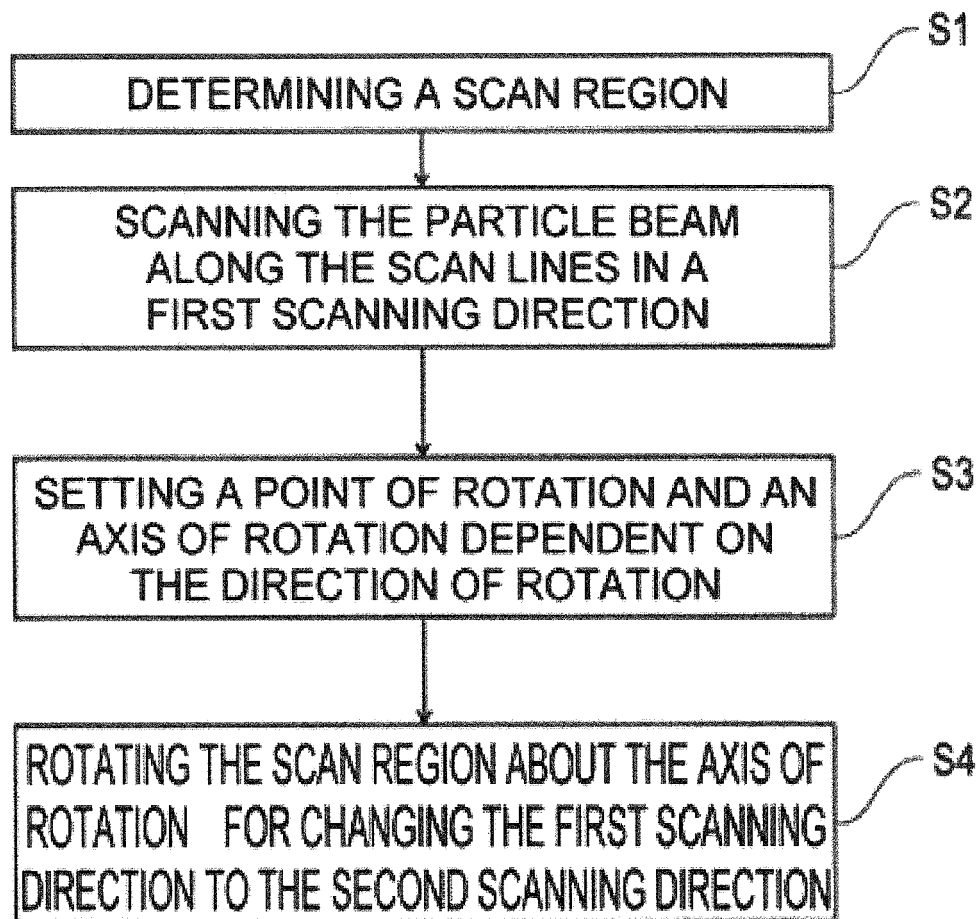 S1
DETERMINING A SCAN REGION
S2
SCANNING THE PARTICLE BEAM
ALONG THE SCAN LINES IN A
FIRST SCANNING DIRECTION
S3
SETTING A POINT OF ROTATION AND AN
AXIS OF ROTATION DEPENDENT ON
THE DIRECTION OF ROTATION
S4
ROTATING THE SCAN REGION ABOUT THE AXIS OF
ROTATION FOR CHANGING THE FIRST SCANNING
DIRECTION TO THE SECOND SCANNING DIRECTION